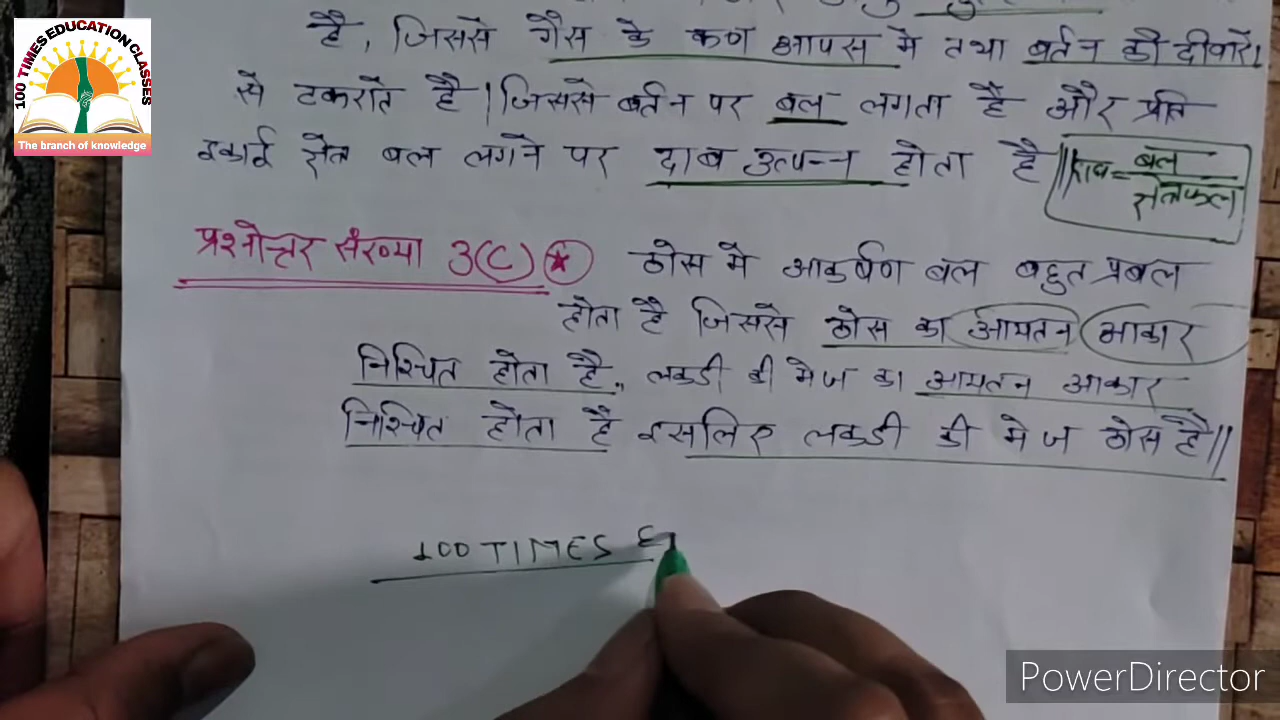 100 TIMES EDUCATION CLASSES
The branch of knowledge
है, जिससे गैस के कण आपस मे तथा बर्तन की दीवारो
से टकराते है। जिससे बर्तन पर बल लगता है और प्रति
इकाई क्षेत्र बल लगने पर दाब उत्पन्न होता है॥ दाब = बल
क्षेत्रफल
प्रश्नोत्तर संख्या 3(C) ठोस मे आकर्षण बल बहुत प्रबल
होता है जिससे ठोस का आयतन आकार
निश्चित होता है, लकडी की मेज का आयतन आकार
निश्चित होता है इसलिए लकडी की मेज ठोस है॥
100 TIMES E
PowerDirector